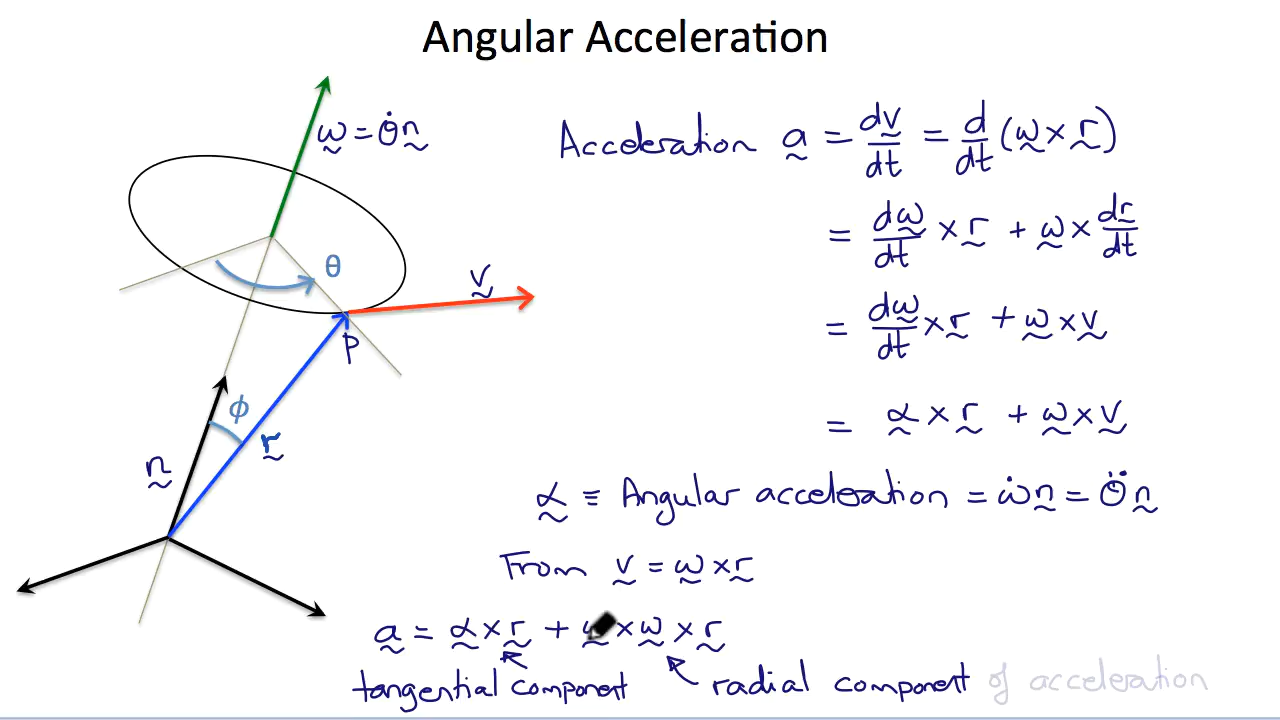 Angular Acceleration
ω = θ̇n
θ
v
P
φ
r
n
Acceleration a = dv/dt = d/dt (ω × r)
= dω/dt × r + ω × dr/dt
= dω/dt × r + ω × v
= α × r + ω × v
α ≡ Angular acceleration = ω̇n = θ̈n
From v = ω × r
a = α × r + ω × ω × r
tangential component
radial component of acceleration